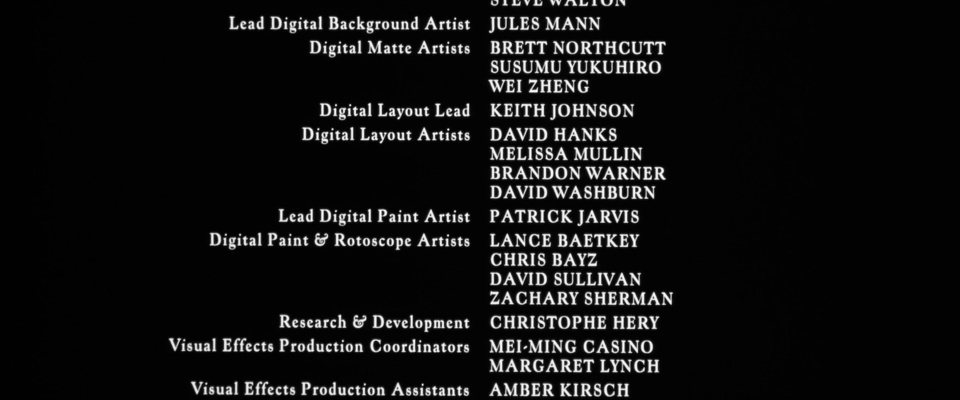 STEVE WALTON
Lead Digital Background Artist JULES MANN
Digital Matte Artists BRETT NORTHCUTT
SUSUMU YUKUHIRO
WEI ZHENG
Digital Layout Lead KEITH JOHNSON
Digital Layout Artists DAVID HANKS
MELISSA MULLIN
BRANDON WARNER
DAVID WASHBURN
Lead Digital Paint Artist PATRICK JARVIS
Digital Paint & Rotoscope Artists LANCE BAETKEY
CHRIS BAYZ
DAVID SULLIVAN
ZACHARY SHERMAN
Research & Development CHRISTOPHE HERY
Visual Effects Production Coordinators MEI-MING CASINO
MARGARET LYNCH
Visual Effects Production Assistants AMBER KIRSCH